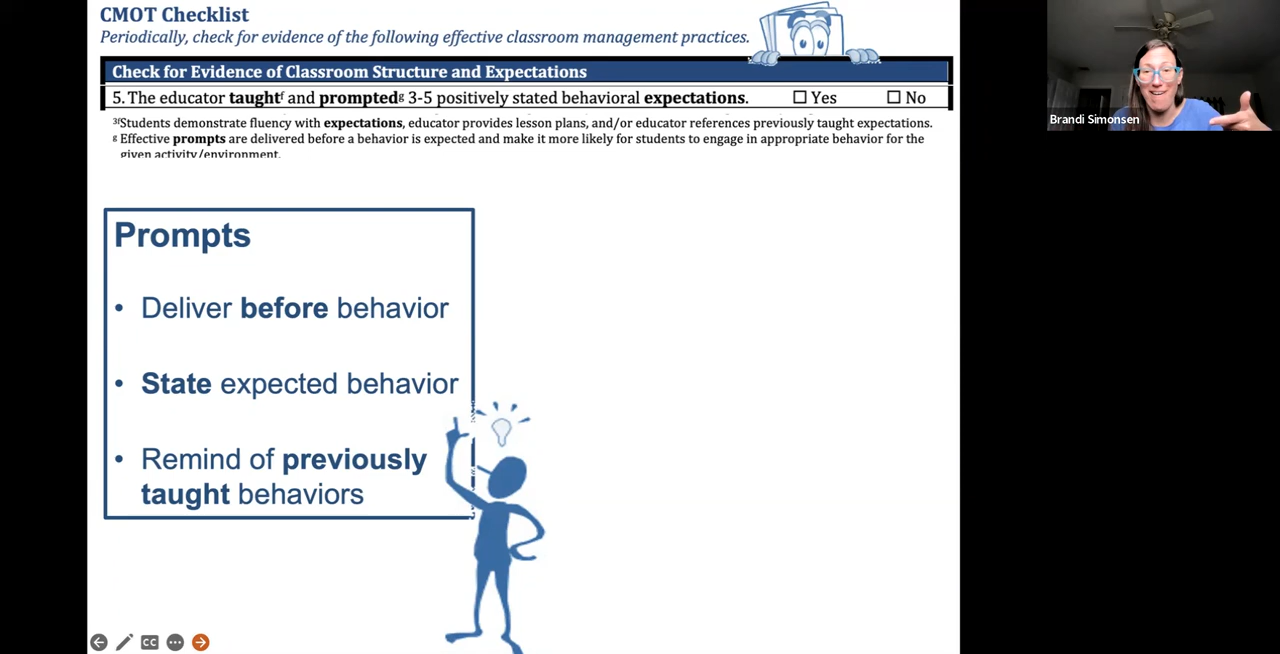 CMOT Checklist
Periodically, check for evidence of the following effective classroom management practices.
Check for Evidence of Classroom Structure and Expectations
5. The educator taughtf and promptedg 3-5 positively stated behavioral expectations. ☐ Yes ☐ No
3fStudents demonstrate fluency with expectations, educator provides lesson plans, and/or educator references previously taught expectations.
g Effective prompts are delivered before a behavior is expected and make it more likely for students to engage in appropriate behavior for the
given activity/environment.
Brandi Simonsen
Prompts
• Deliver before behavior
• State expected behavior
• Remind of previously
taught behaviors
CC